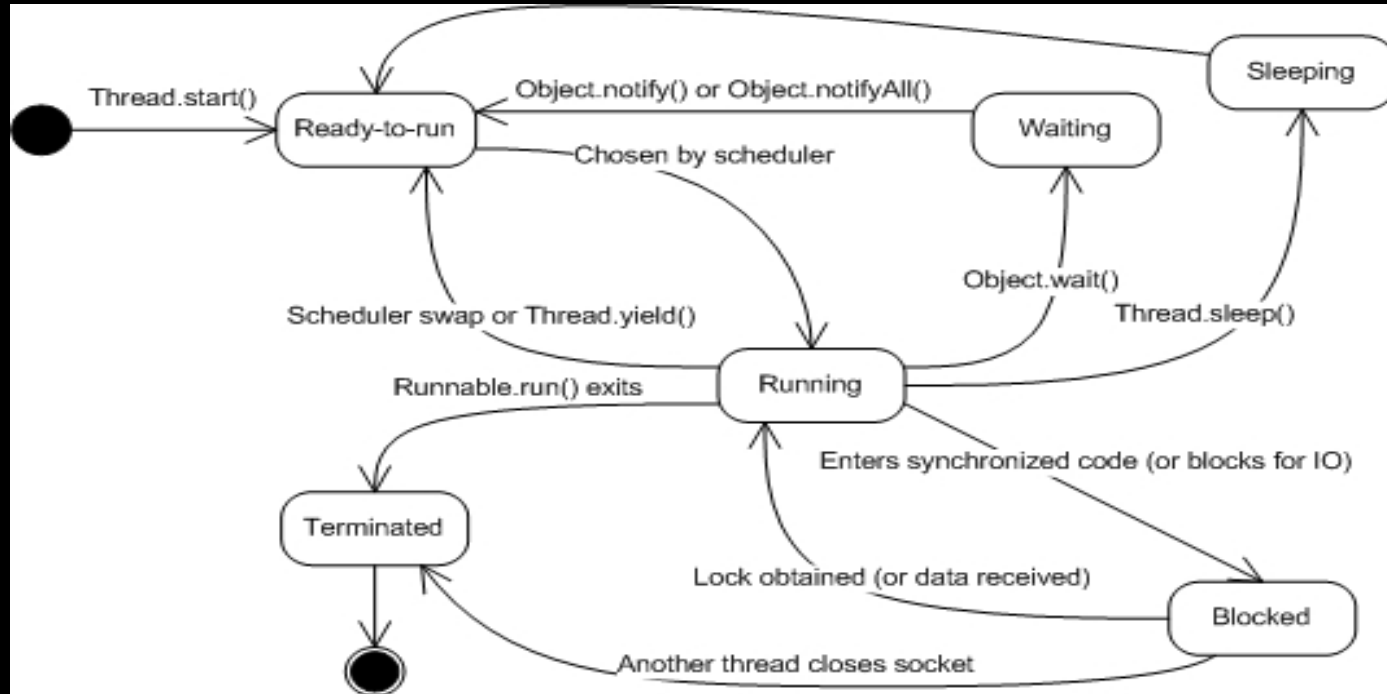 Sleeping
Thread.start()
Object.notify() or Object.notifyAll()
Ready-to-run
Waiting
Chosen by scheduler
Object.wait()
Scheduler swap or Thread.yield()
Thread.sleep()
Running
Runnable.run() exits
Enters synchronized code (or blocks for IO)
Terminated
Lock obtained (or data received)
Blocked
Another thread closes socket